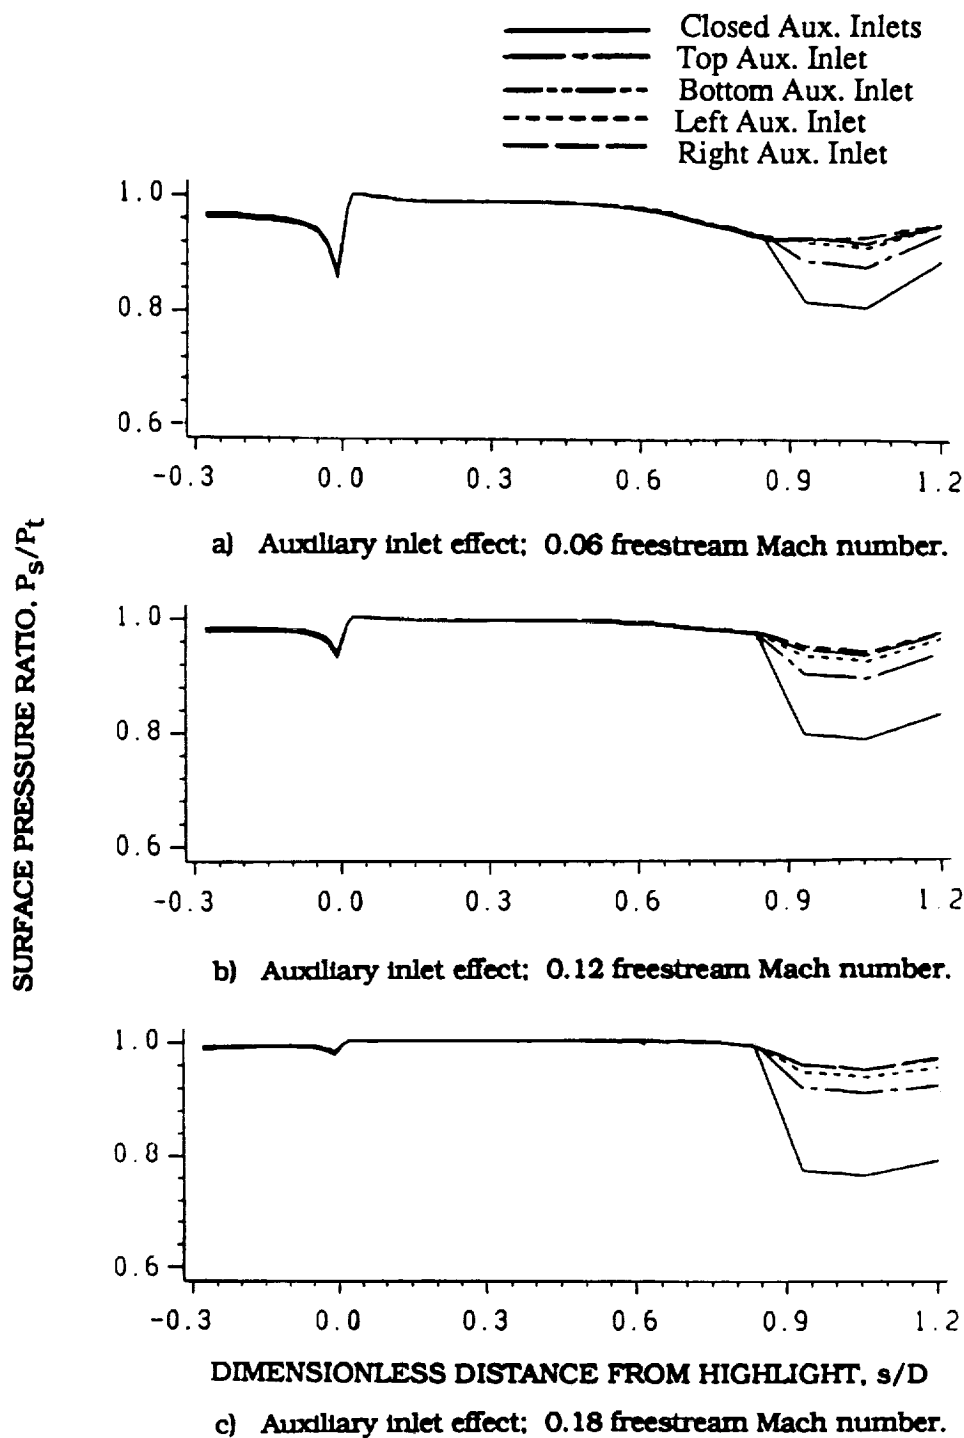 Closed Aux. Inlets
Top Aux. Inlet
Bottom Aux. Inlet
Left Aux. Inlet
Right Aux. Inlet
SURFACE PRESSURE RATIO, Ps/Pt
1.0
0.8
0.6
-0.3 0.0 0.3 0.6 0.9 1.2
a) Auxiliary inlet effect; 0.06 freestream Mach number.
1.0
0.8
0.6
-0.3 0.0 0.3 0.6 0.9 1.2
b) Auxiliary inlet effect; 0.12 freestream Mach number.
1.0
0.8
0.6
-0.3 0.0 0.3 0.6 0.9 1.2
DIMENSIONLESS DISTANCE FROM HIGHLIGHT, s/D
c) Auxiliary inlet effect; 0.18 freestream Mach number.